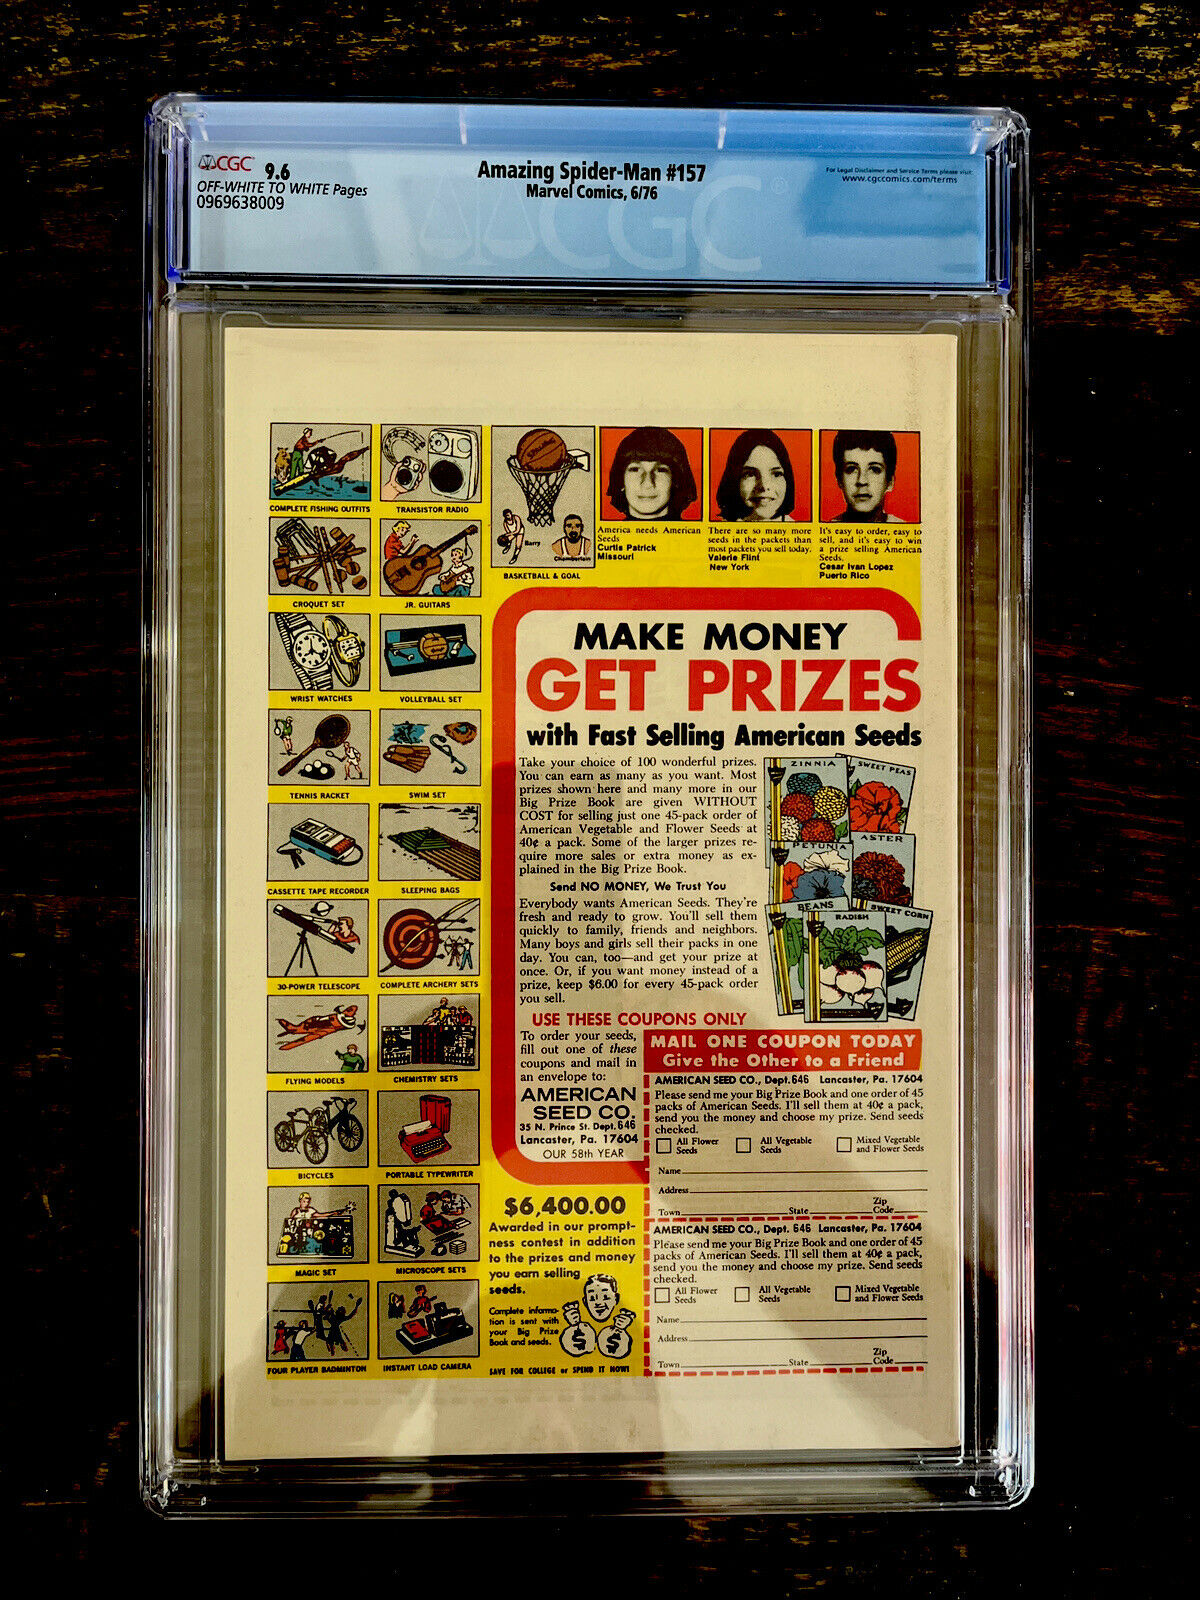 CGC 9.6
OFF-WHITE TO WHITE Pages
0969638009
Amazing Spider-Man #157
Marvel Comics, 6/76
For Legal Disclaimer and Service Terms please visit:
www.cgccomics.com/terms
CGC
COMPLETE FISHING OUTFITS
TRANSISTOR RADIO
CROQUET SET
JR. GUITARS
WRIST WATCHES
VOLLEYBALL SET
TENNIS RACKET
SWIM SET
CASSETTE TAPE RECORDER
SLEEPING BAGS
30-POWER TELESCOPE
COMPLETE ARCHERY SETS
FLYING MODELS
CHEMISTRY SETS
BICYCLES
PORTABLE TYPEWRITER
MAGIC SET
MICROSCOPE SETS
FOUR PLAYER BADMINTON
INSTANT LOAD CAMERA
Barry
Chamberlain
BASKETBALL & GOAL
America needs American
Seeds
Curtis Patrick
Missouri
There are so many more
seeds in the packets than
most packets you sell today.
Valerie Flint
New York
It's easy to order, easy to
sell, and it's easy to win
a prize selling American
Seeds.
Cesar Ivan Lopez
Puerto Rico
MAKE MONEY
GET PRIZES
with Fast Selling American Seeds
Take your choice of 100 wonderful prizes.
You can earn as many as you want. Most
prizes shown here and many more in our
Big Prize Book are given WITHOUT
COST for selling just one 45-pack order of
American Vegetable and Flower Seeds at
40¢ a pack. Some of the larger prizes re-
quire more sales or extra money as ex-
plained in the Big Prize Book.
Send NO MONEY, We Trust You
Everybody wants American Seeds. They're
fresh and ready to grow. You'll sell them
quickly to family, friends and neighbors.
Many boys and girls sell their packs in one
day. You can, too—and get your prize at
once. Or, if you want money instead of a
prize, keep $6.00 for every 45-pack order
you sell.
ZINNIA
SWEET PEAS
PETUNIA
ASTER
BEANS
RADISH
SWEET CORN
USE THESE COUPONS ONLY
To order your seeds,
fill out one of these
coupons and mail in
an envelope to:
AMERICAN
SEED CO.
35 N. Prince St. Dept. 646
Lancaster, Pa. 17604
OUR 58th YEAR
MAIL ONE COUPON TODAY
Give the Other to a Friend
AMERICAN SEED CO., Dept. 646 Lancaster, Pa. 17604
Please send me your Big Prize Book and one order of 45
packs of American Seeds. I'll sell them at 40¢ a pack,
send you the money and choose my prize. Send seeds
checked.
All Flower Seeds
All Vegetable Seeds
Mixed Vegetable and Flower Seeds
Name
Address
Town State Zip Code
AMERICAN SEED CO., Dept. 646 Lancaster, Pa. 17604
Please send me your Big Prize Book and one order of 45
packs of American Seeds. I'll sell them at 40¢ a pack,
send you the money and choose my prize. Send seeds
checked.
All Flower Seeds
All Vegetable Seeds
Mixed Vegetable and Flower Seeds
Name
Address
Town State Zip Code
$6,400.00
Awarded in our prompt-
ness contest in addition
to the prizes and money
you earn selling
seeds.
Complete informa-
tion is sent with
your Big Prize
Book and seeds.
$ $
SAVE FOR COLLEGE or SPEND IT NOW!